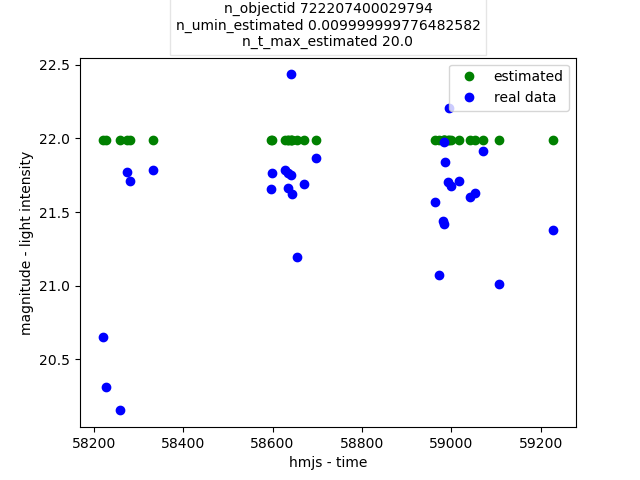 n_objectid 722207400029794
n_umin_estimated 0.009999999776482582
n_t_max_estimated 20.0
estimated
real data
magnitude - light intensity
22.5
22.0
21.5
21.0
20.5
58200 58400 58600 58800 59000 59200
hmjs - time